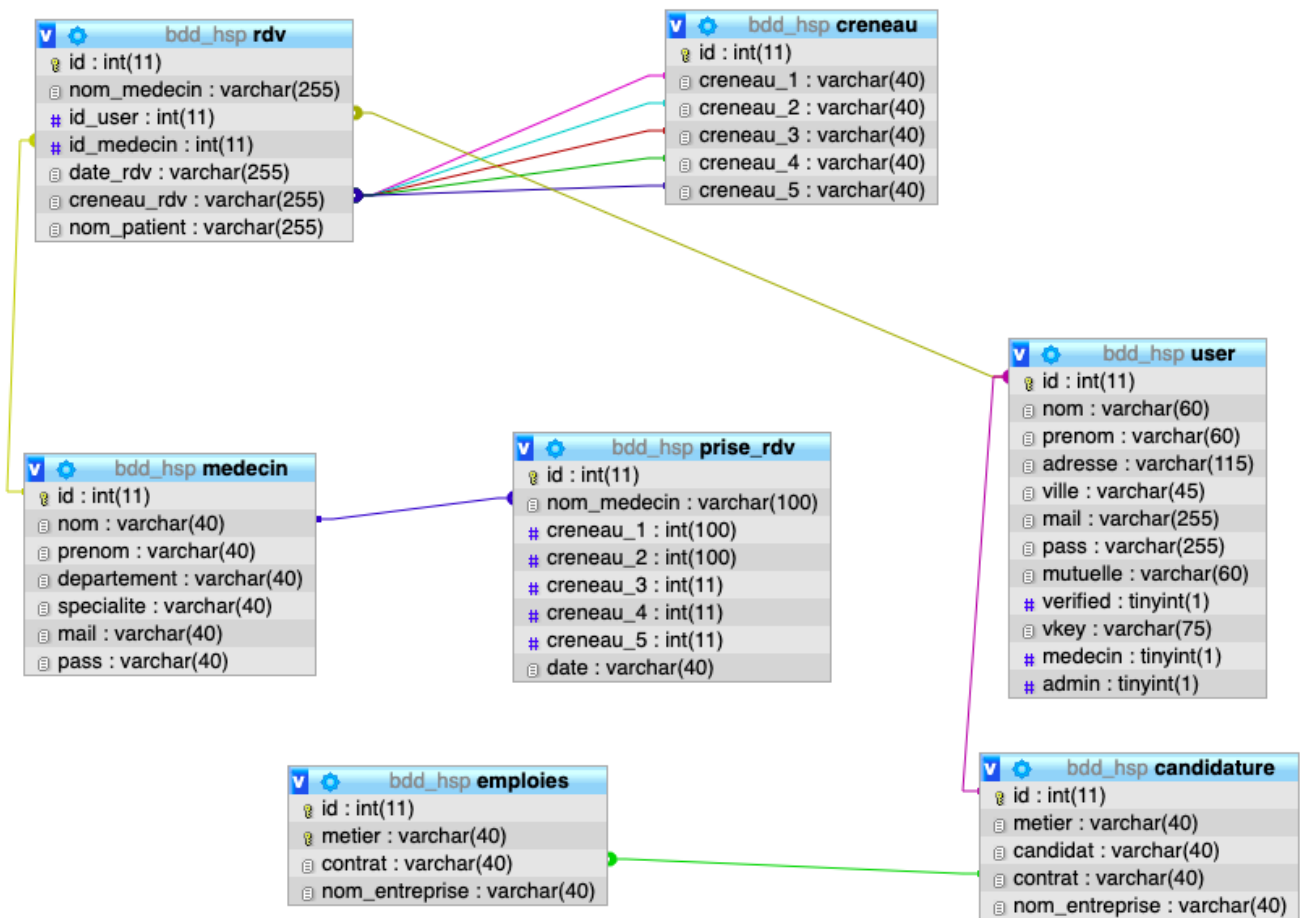 bdd_hsp rdv
id : int(11)
nom_medecin : varchar(255)
# id_user : int(11)
# id_medecin : int(11)
date_rdv : varchar(255)
creneau_rdv : varchar(255)
nom_patient : varchar(255)
bdd_hsp creneau
id : int(11)
creneau_1 : varchar(40)
creneau_2 : varchar(40)
creneau_3 : varchar(40)
creneau_4 : varchar(40)
creneau_5 : varchar(40)
bdd_hsp user
id : int(11)
nom : varchar(60)
prenom : varchar(60)
adresse : varchar(115)
ville : varchar(45)
mail : varchar(255)
pass : varchar(255)
mutuelle : varchar(60)
# verified : tinyint(1)
vkey : varchar(75)
# medecin : tinyint(1)
# admin : tinyint(1)
bdd_hsp medecin
id : int(11)
nom : varchar(40)
prenom : varchar(40)
departement : varchar(40)
specialite : varchar(40)
mail : varchar(40)
pass : varchar(40)
bdd_hsp prise_rdv
id : int(11)
nom_medecin : varchar(100)
# creneau_1 : int(100)
# creneau_2 : int(100)
# creneau_3 : int(11)
# creneau_4 : int(11)
# creneau_5 : int(11)
date : varchar(40)
bdd_hsp emploies
id : int(11)
metier : varchar(40)
contrat : varchar(40)
nom_entreprise : varchar(40)
bdd_hsp candidature
id : int(11)
metier : varchar(40)
candidat : varchar(40)
contrat : varchar(40)
nom_entreprise : varchar(40)